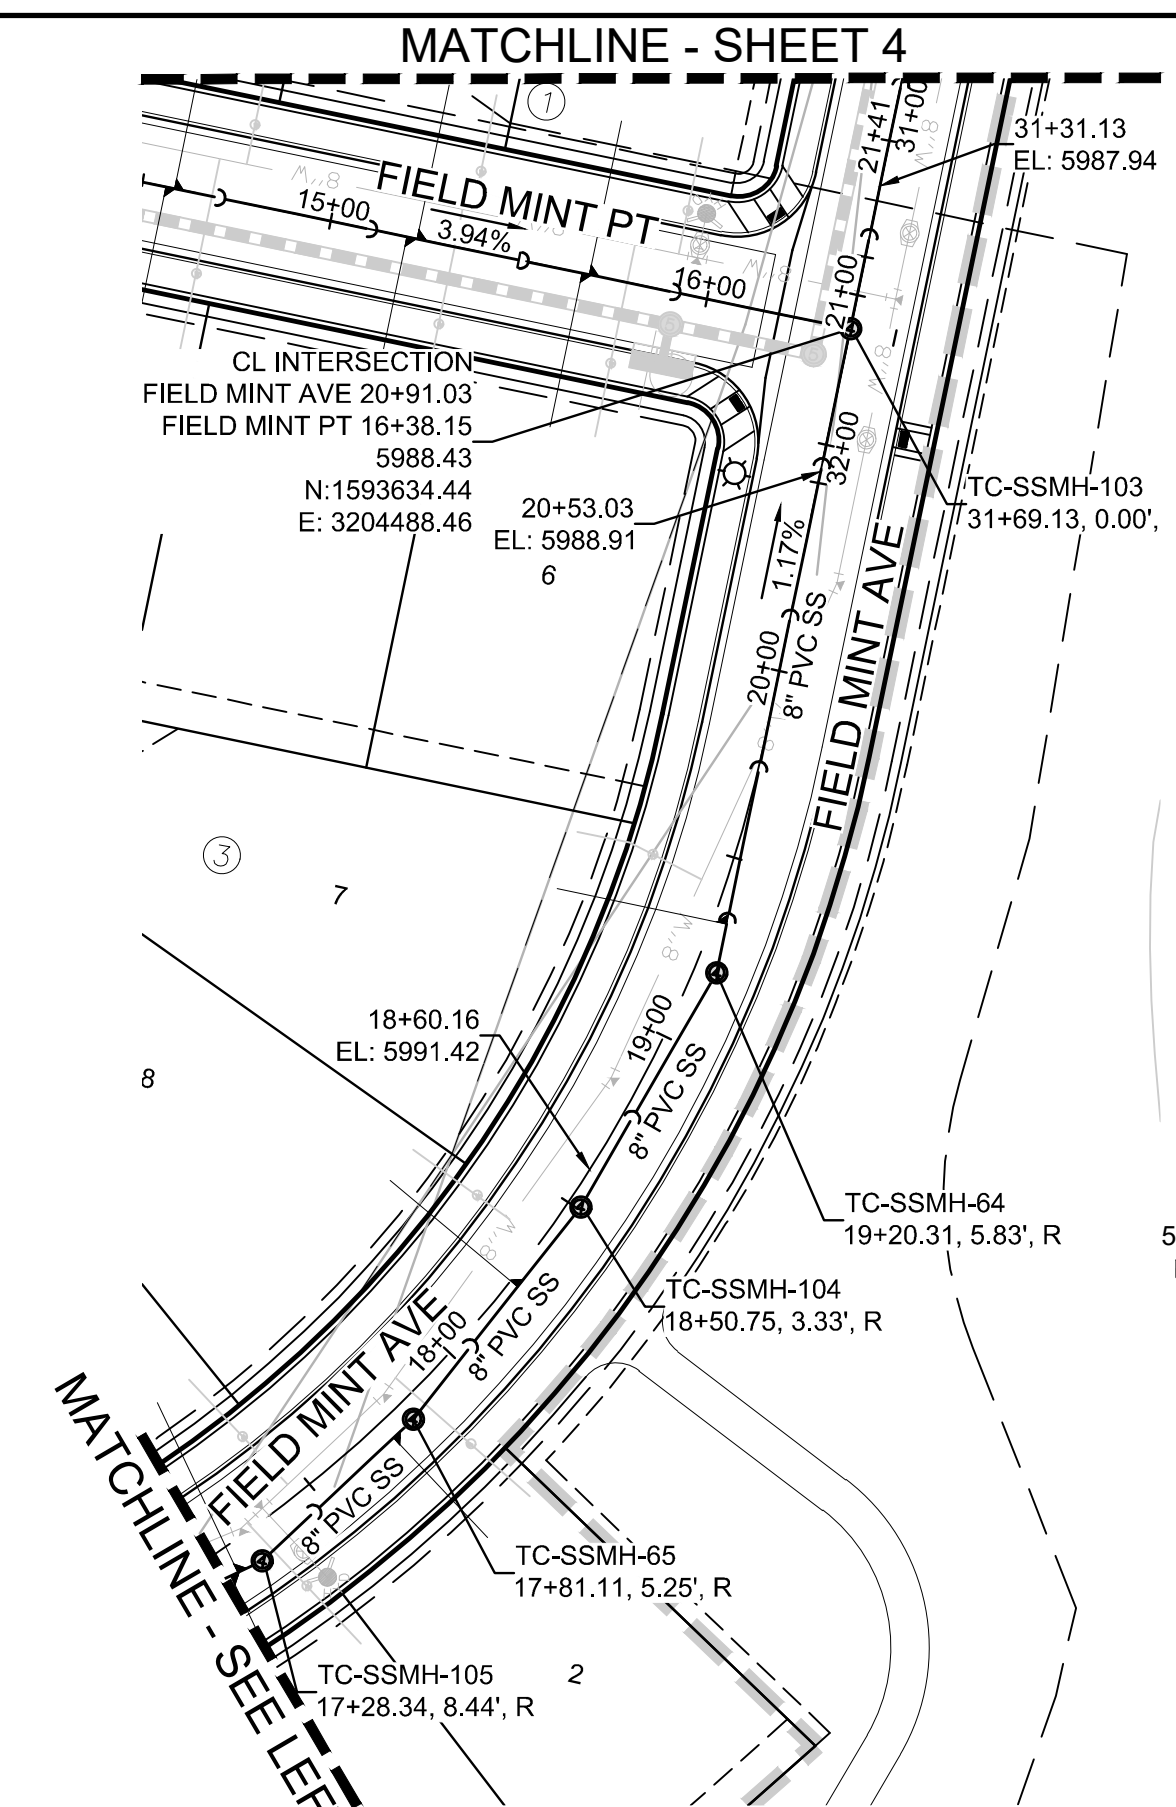 MATCHLINE - SHEET 4
1
21+41
31+00
8"W
31+31.13
EL: 5987.94
8"W
FIELD MINT PT
15+00
3.94%
8"W
16+00
21+00
8"W
CL INTERSECTION
FIELD MINT AVE 20+91.03
FIELD MINT PT 16+38.15
5988.43
N:1593634.44
E: 3204488.46
32+00
TC-SSMH-103
31+69.13, 0.00',
20+53.03
EL: 5988.91
6
1.17%
8" PVC SS
20+00
FIELD MINT AVE
3
7
8"W
19+00
18+60.16
EL: 5991.42
8
8" PVC SS
TC-SSMH-64
19+20.31, 5.83', R
5
8"W
TC-SSMH-104
18+50.75, 3.33', R
8" PVC SS
18+00
FIELD MINT AVE
8" PVC SS
TC-SSMH-65
17+81.11, 5.25', R
TC-SSMH-105
17+28.34, 8.44', R
2
MATCHLINE - SEE LEF